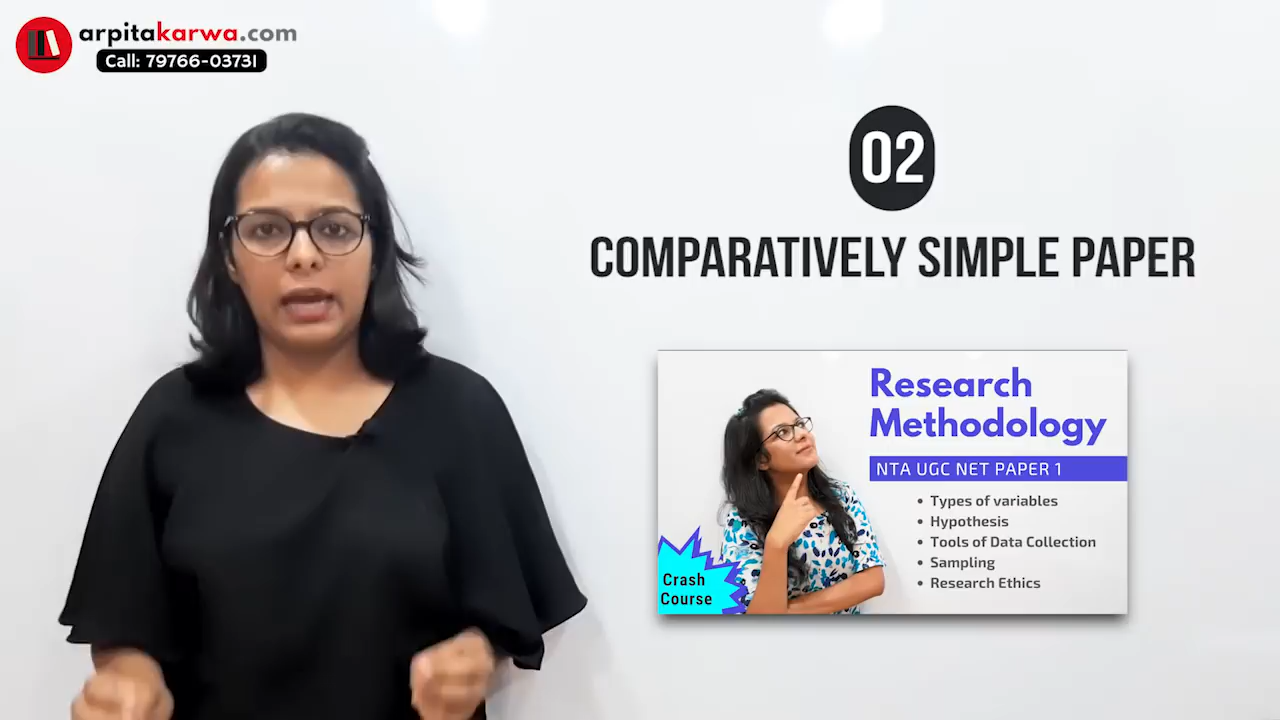 arpitakarwa.com
Call: 79766-03731
02
COMPARATIVELY SIMPLE PAPER
Research
Methodology
NTA UGC NET PAPER 1
• Types of variables
• Hypothesis
• Tools of Data Collection
• Sampling
• Research Ethics
Crash
Course